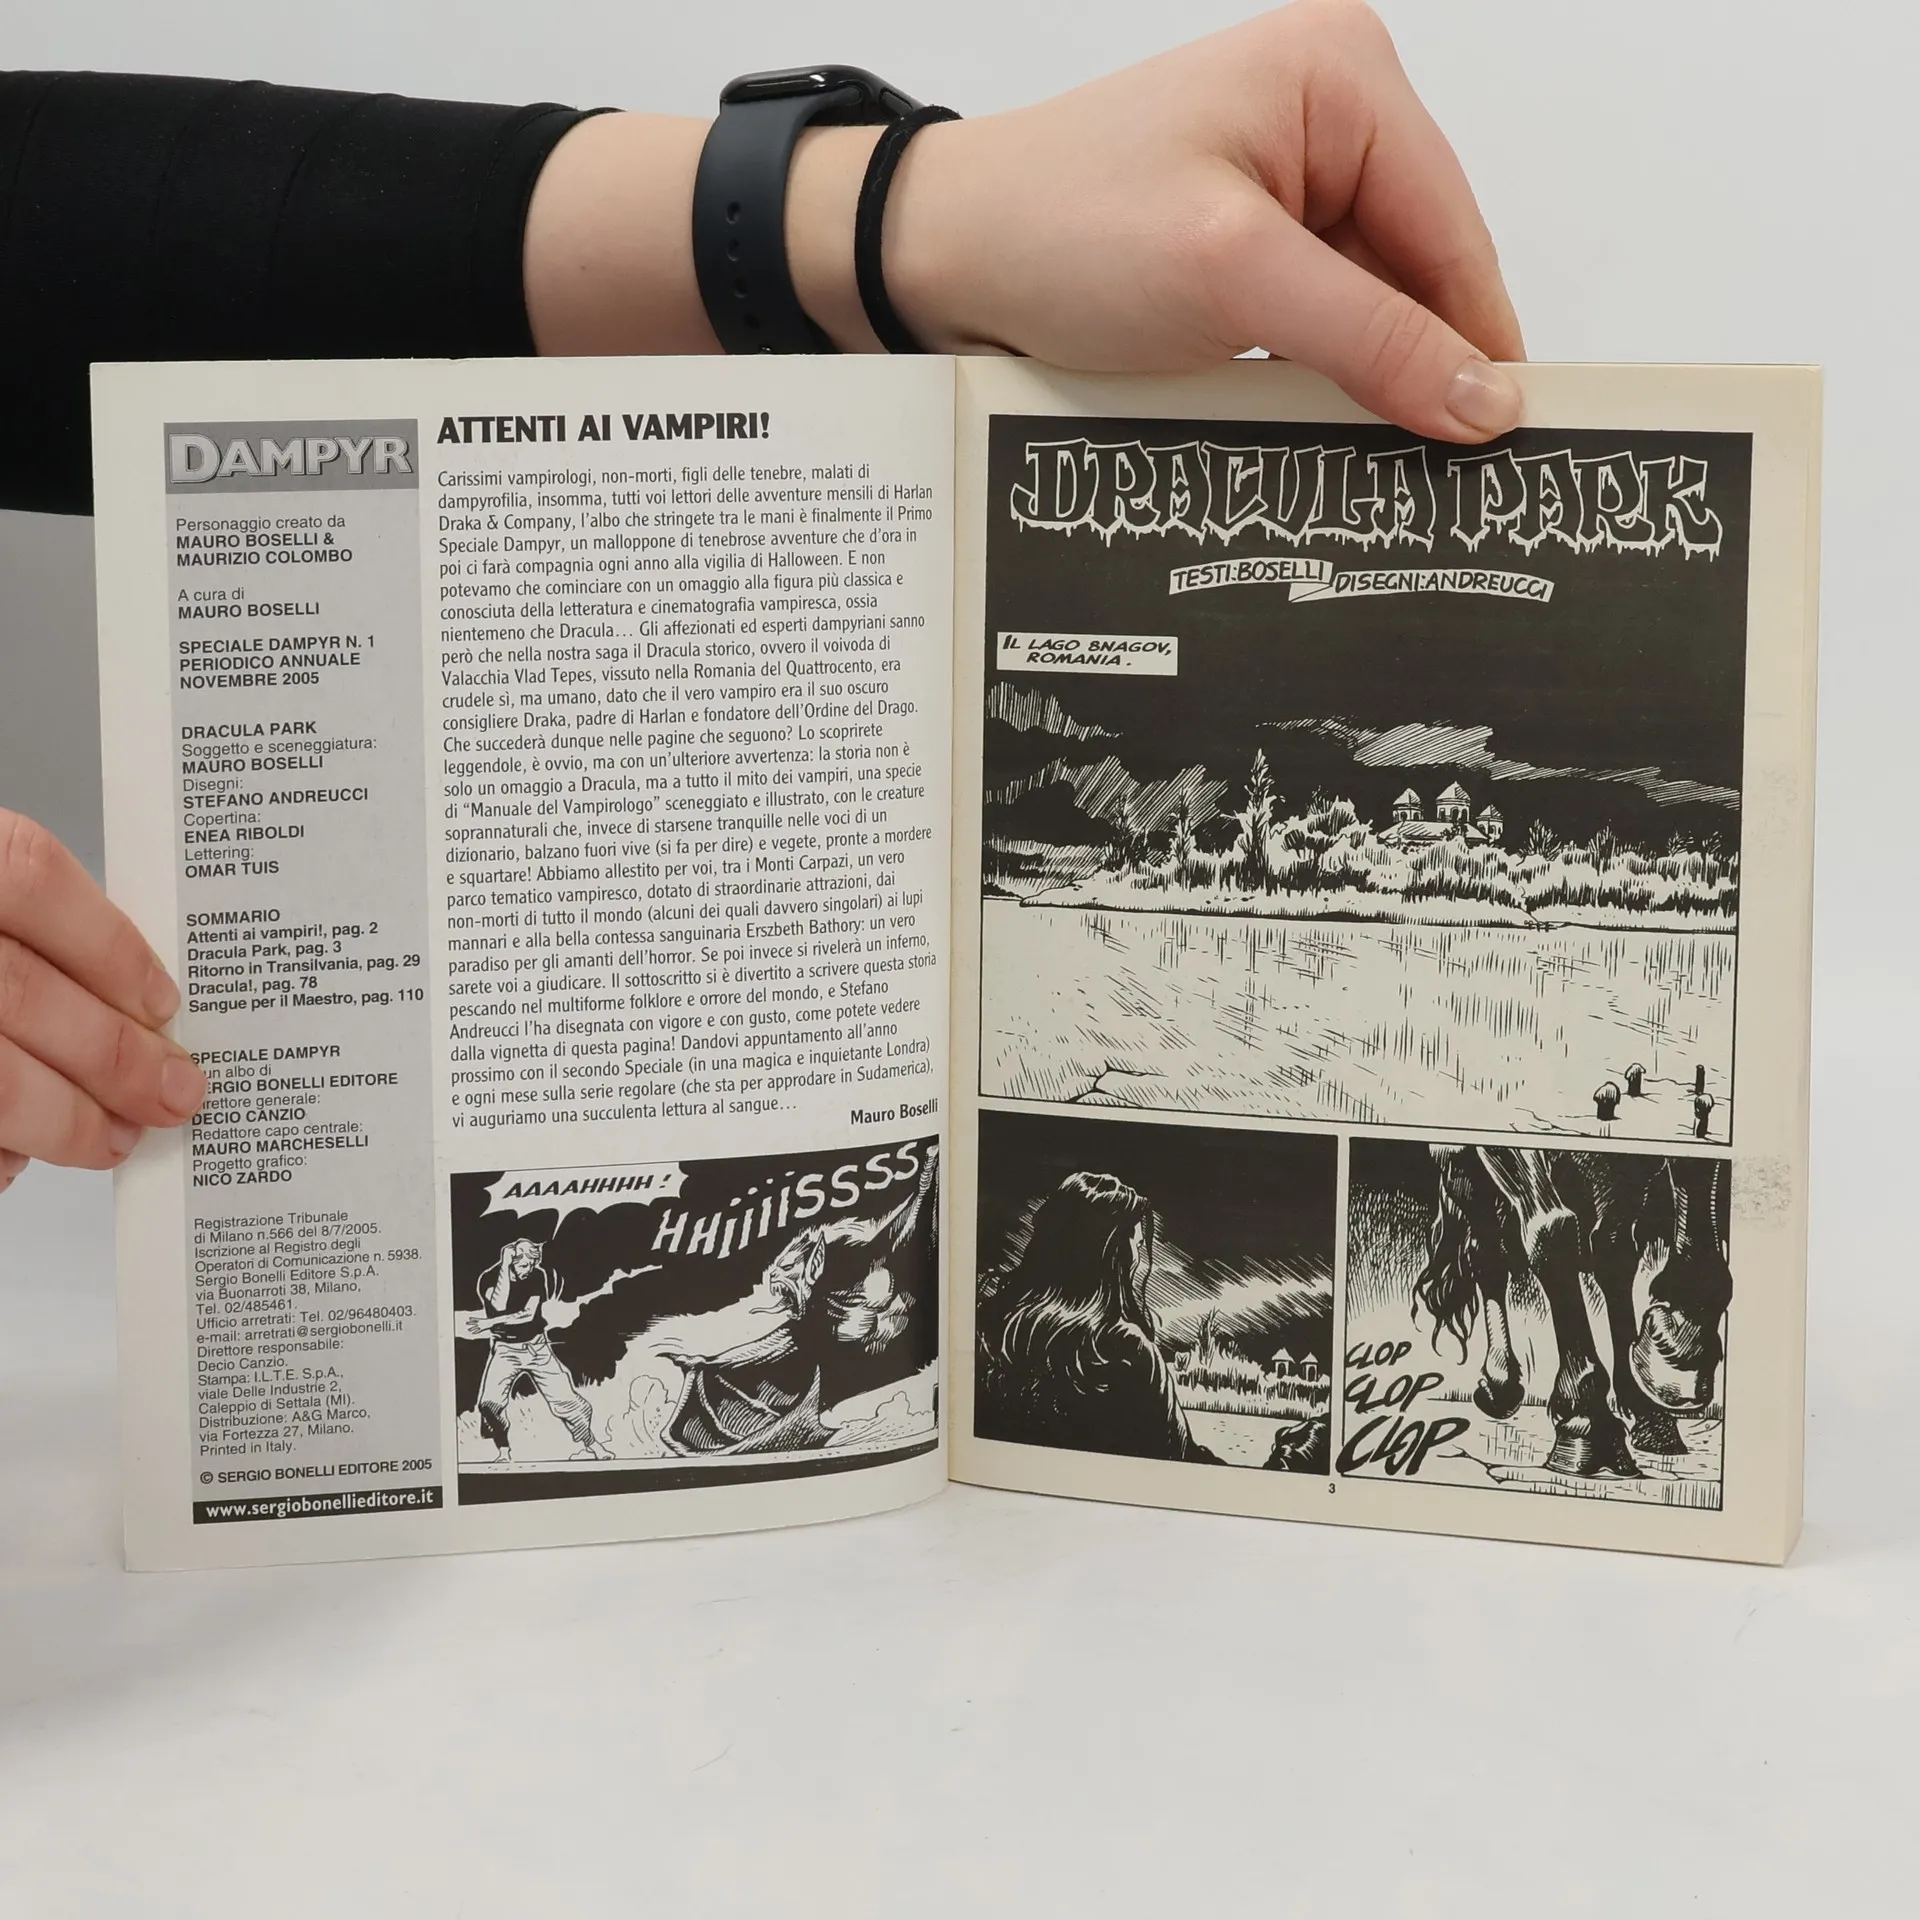 DAMPYR
Personaggio creato da
MAURO BOSELLI &
MAURIZIO COLOMBO
A cura di
MAURO BOSELLI
SPECIALE DAMPYR N. 1
PERIODICO ANNUALE
NOVEMBRE 2005
DRACULA PARK
Soggetto e sceneggiatura:
MAURO BOSELLI
Disegni:
STEFANO ANDREUCCI
Copertina:
ENEA RIBOLDI
Lettering:
OMAR TUIS
SOMMARIO
Attenti ai vampiri!, pag. 2
Dracula Park, pag. 3
Ritorno in Transilvania, pag. 29
Dracula!, pag. 78
Sangue per il Maestro, pag. 110
SPECIALE DAMPYR
un albo di
ERGIO BONELLI EDITORE
irettore generale:
DECIO CANZIO
Redattore capo centrale:
MAURO MARCHESELLI
Progetto grafico:
NICO ZARDO
Registrazione Tribunale
di Milano n.566 del 8/7/2005.
Iscrizione al Registro degli
Operatori di Comunicazione n. 5938.
Sergio Bonelli Editore S.p.A.
via Buonarroti 38, Milano,
Tel. 02/485461.
Ufficio arretrati: Tel. 02/96480403.
e-mail: arretrati@sergiobonelli.it
Direttore responsabile:
Decio Canzio.
Stampa: I.L.T.E. S.p.A.,
viale Delle Industrie 2,
Caleppio di Settala (MI).
Distribuzione: A&G Marco,
via Fortezza 27, Milano.
Printed in Italy.
© SERGIO BONELLI EDITORE 2005
www.sergiobonellieditore.it
ATTENTI AI VAMPIRI!
Carissimi vampirologi, non-morti, figli delle tenebre, malati di
dampyrofilia, insomma, tutti voi lettori delle avventure mensili di Harlan
Draka & Company, l'albo che stringete tra le mani è finalmente il Primo
Speciale Dampyr, un malloppone di tenebrose avventure che d'ora in
poi ci farà compagnia ogni anno alla vigilia di Halloween. E non
potevamo che cominciare con un omaggio alla figura più classica e
conosciuta della letteratura e cinematografia vampiresca, ossia
nientemeno che Dracula... Gli affezionati ed esperti dampyriani sanno
però che nella nostra saga il Dracula storico, ovvero il voivoda di
Valacchia Vlad Tepes, vissuto nella Romania del Quattrocento, era
crudele sì, ma umano, dato che il vero vampiro era il suo oscuro
consigliere Draka, padre di Harlan e fondatore dell'Ordine del Drago.
Che succederà dunque nelle pagine che seguono? Lo scoprirete
leggendole, è ovvio, ma con un'ulteriore avvertenza: la storia non è
solo un omaggio a Dracula, ma a tutto il mito dei vampiri, una specie
di "Manuale del Vampirologo" sceneggiato e illustrato, con le creature
soprannaturali che, invece di starsene tranquille nelle voci di un
dizionario, balzano fuori vive (si fa per dire) e vegete, pronte a mordere
e squartare! Abbiamo allestito per voi, tra i Monti Carpazi, un vero
parco tematico vampiresco, dotato di straordinarie attrazioni, dai
non-morti di tutto il mondo (alcuni dei quali davvero singolari) ai lupi
mannari e alla bella contessa sanguinaria Erszbeth Bathory: un vero
paradiso per gli amanti dell'horror. Se poi invece si rivelerà un inferno,
sarete voi a giudicare. Il sottoscritto si è divertito a scrivere questa storia
pescando nel multiforme folklore e orrore del mondo, e Stefano
Andreucci l'ha disegnata con vigore e con gusto, come potete vedere
dalla vignetta di questa pagina! Dandovi appuntamento all'anno
prossimo con il secondo Speciale (in una magica e inquietante Londra)
e ogni mese sulla serie regolare (che sta per approdare in Sudamerica),
vi auguriamo una succulenta lettura al sangue...
Mauro Boselli
AAAAHHHH!
HHiiiiSSSS
DRACULA PARK
TESTI:BOSELLI DISEGNI:ANDREUCCI
IL LAGO SNAGOV,
ROMANIA.
CLOP
CLOP
CLOP
3